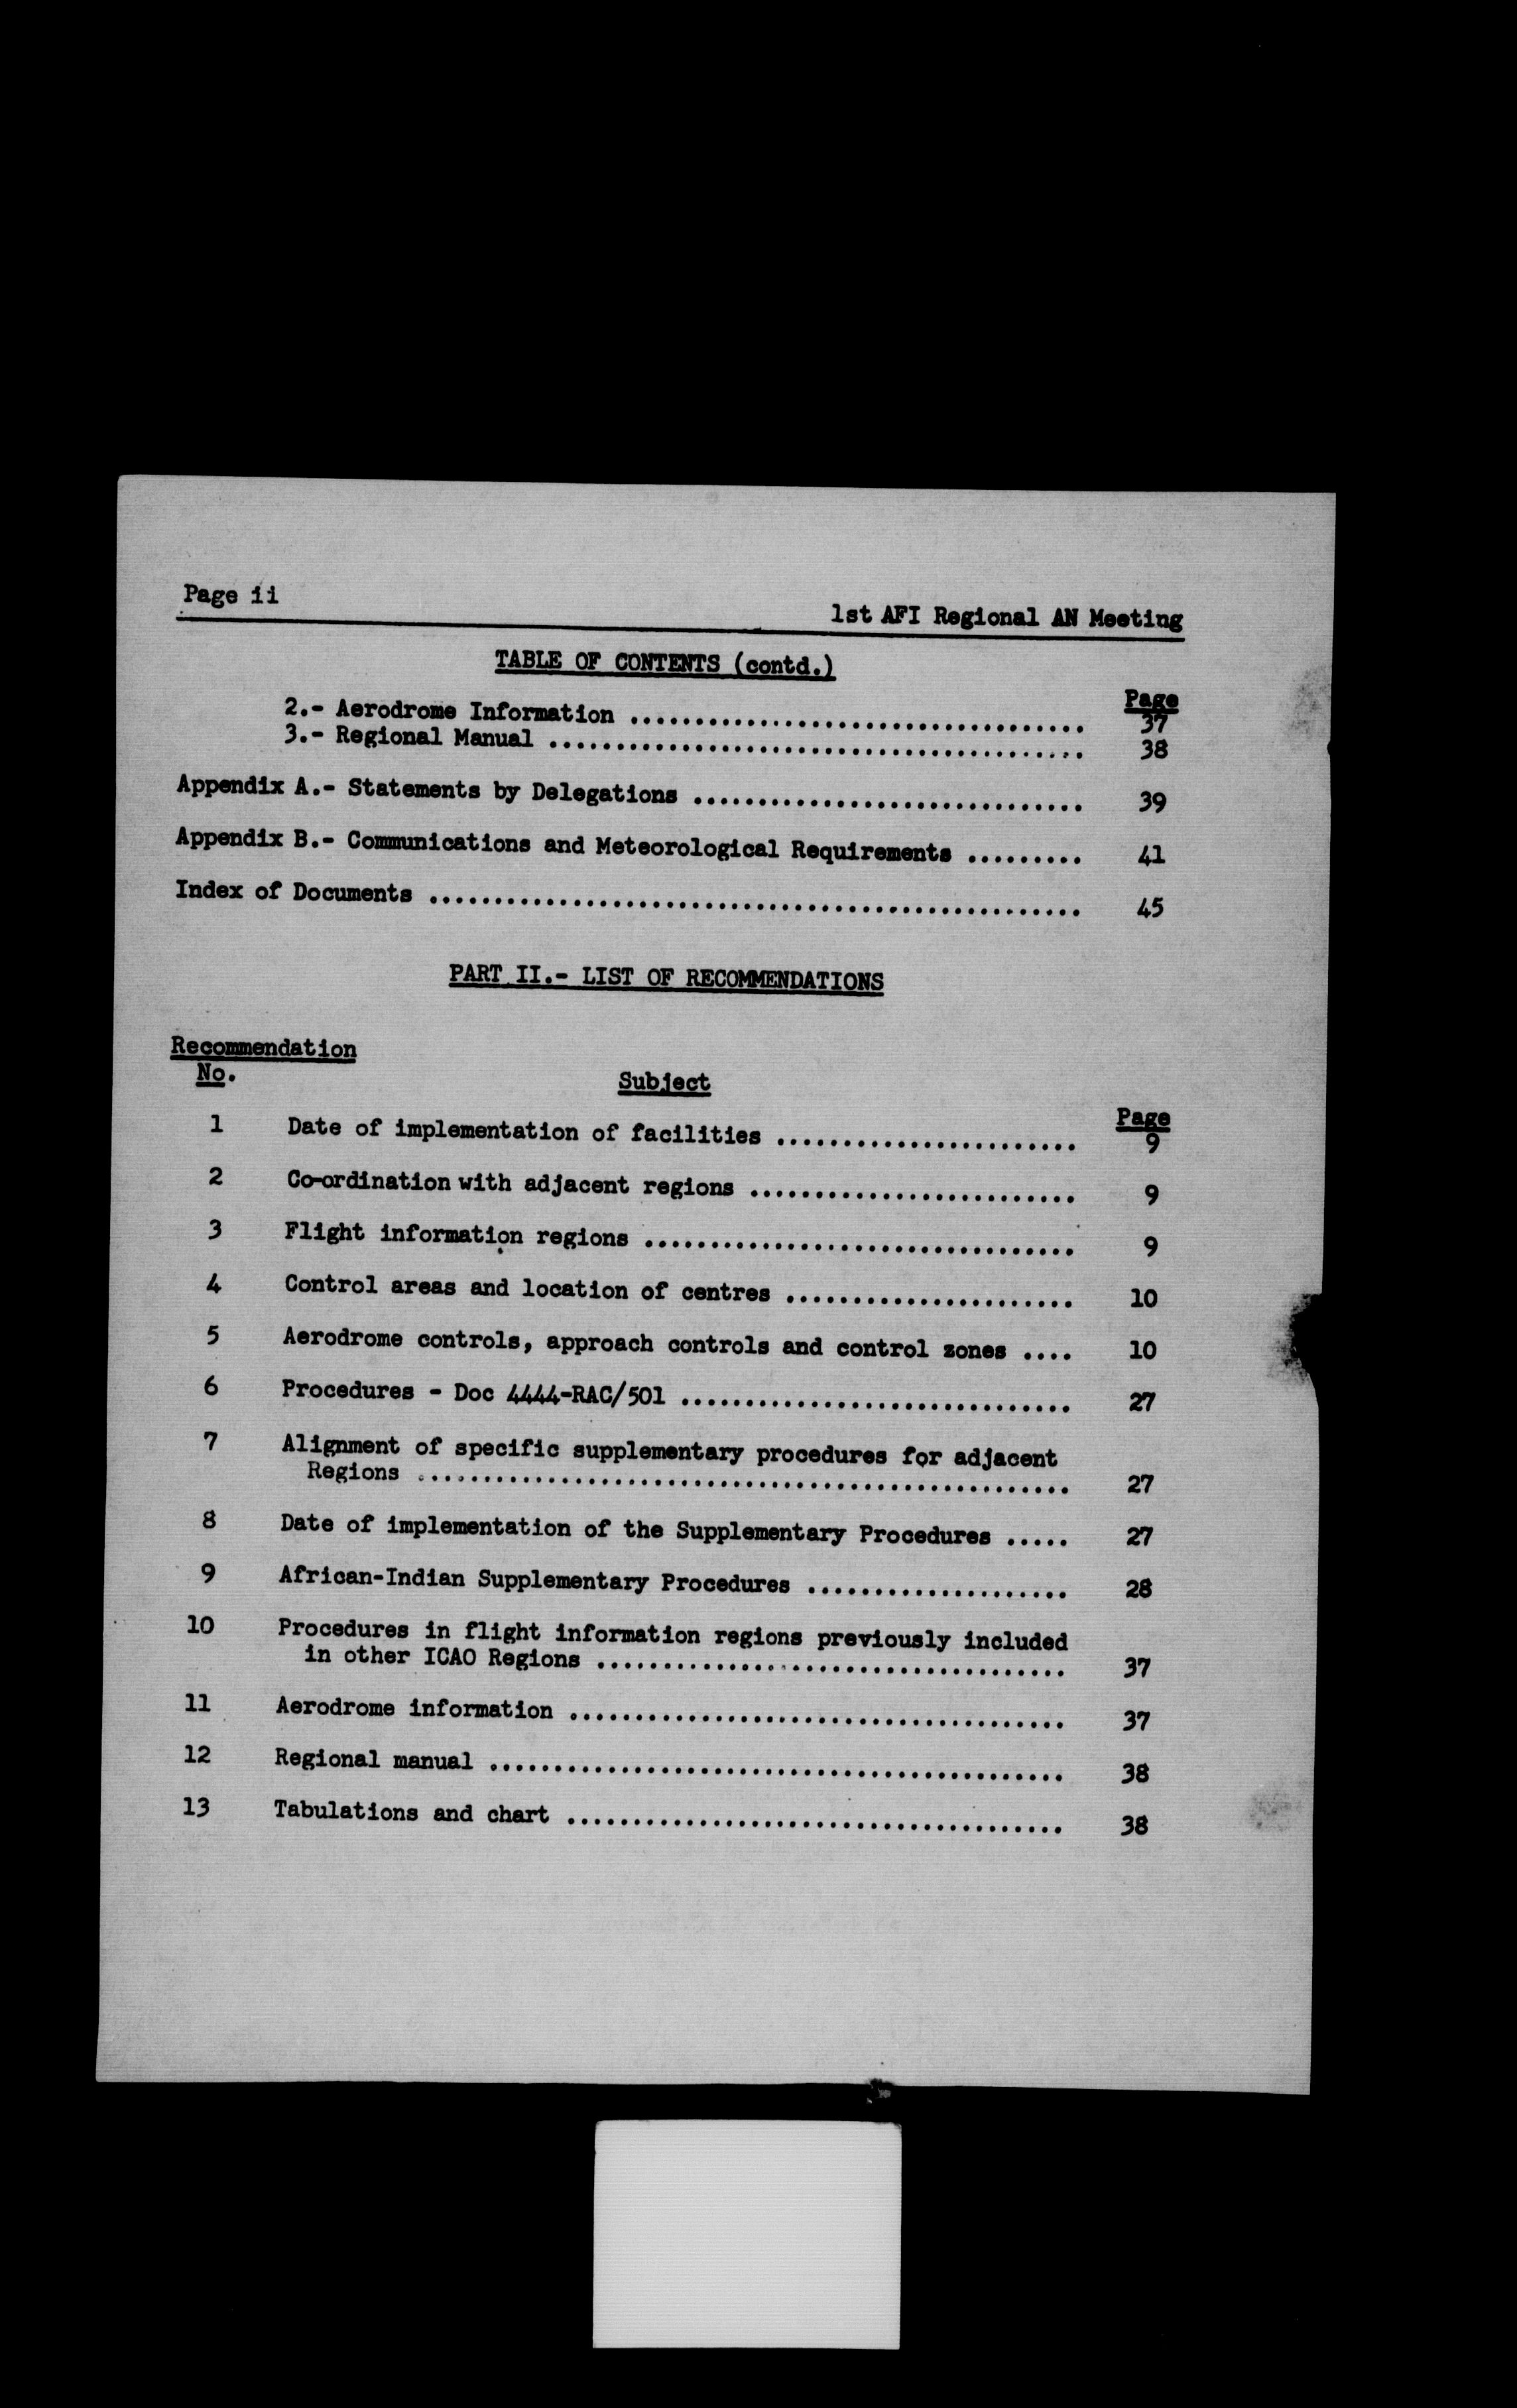 Page ii
1st AFI Regional AN Meeting
TABLE OF CONTENTS (contd.)
Page
2.- Aerodrome Information ................................... 37
3.- Regional Manual ......................................... 38
Appendix A.- Statements by Delegations .............................. 39
Appendix B.- Communications and Meteorological Requirements ......... 41
Index of Documents .................................................. 45
PART II.- LIST OF RECOMMENDATIONS
Recommendation
No. Subject
Page
1 Date of implementation of facilities ....................... 9
2 Co-ordination with adjacent regions ......................... 9
3 Flight information regions ................................. 9
4 Control areas and location of centres ...................... 10
5 Aerodrome controls, approach controls and control zones .... 10
6 Procedures - Doc 4444-RAC/501 .............................. 27
7 Alignment of specific supplementary procedures for adjacent
Regions .................................................. 27
8 Date of implementation of the Supplementary Procedures ..... 27
9 African-Indian Supplementary Procedures .................... 28
10 Procedures in flight information regions previously included
in other ICAO Regions .................................... 37
11 Aerodrome information ...................................... 37
12 Regional manual ............................................ 38
13 Tabulations and chart ...................................... 38